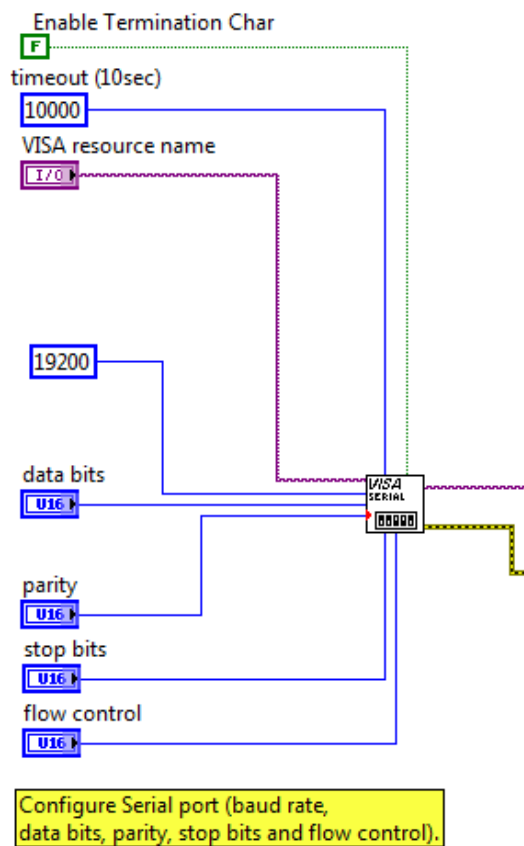 Enable Termination Char
F
timeout (10sec)
10000
VISA resource name
I/O
19200
data bits
U16
VISA
SERIAL
parity
U16
stop bits
U16
flow control
U16
Configure Serial port (baud rate,
data bits, parity, stop bits and flow control).